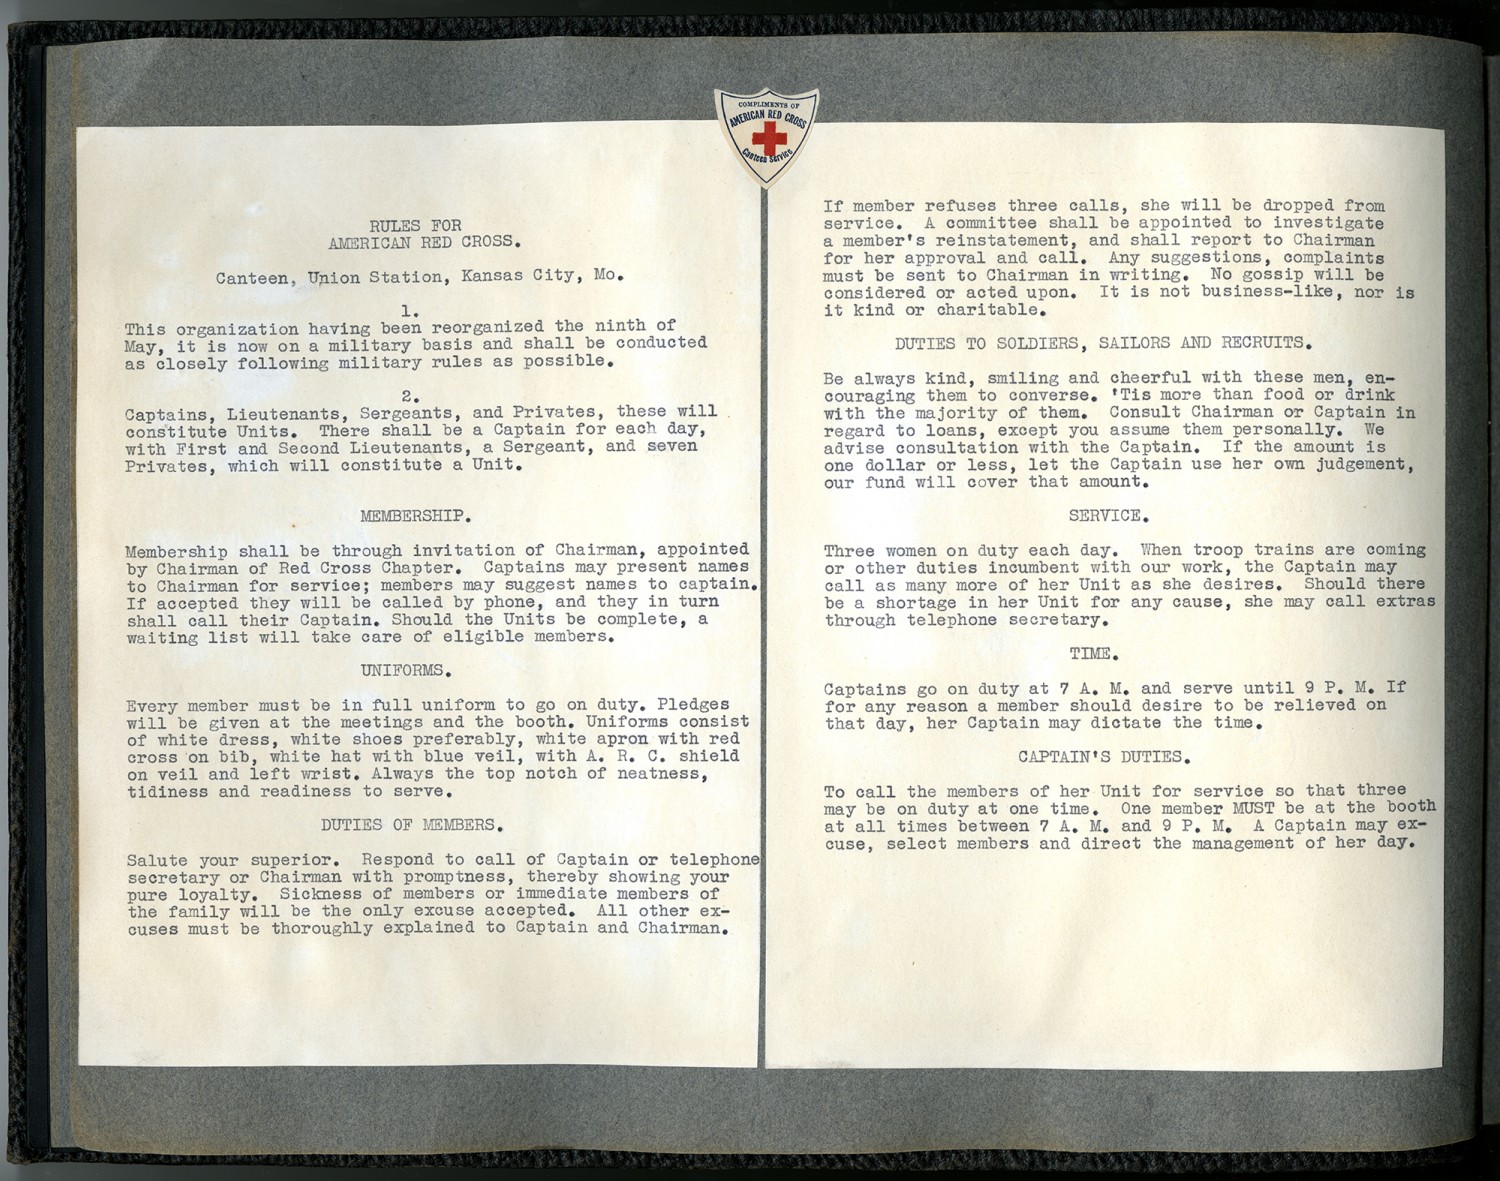 COMPLIMENTS OF
AMERICAN RED CROSS
Canteen Service
RULES FOR
AMERICAN RED CROSS.
Canteen, Union Station, Kansas City, Mo.
1.
This organization having been reorganized the ninth of
May, it is now on a military basis and shall be conducted
as closely following military rules as possible.
2.
Captains, Lieutenants, Sergeants, and Privates, these will
constitute Units. There shall be a Captain for each day,
with First and Second Lieutenants, a Sergeant, and seven
Privates, which will constitute a Unit.
MEMBERSHIP.
Membership shall be through invitation of Chairman, appointed
by Chairman of Red Cross Chapter. Captains may present names
to Chairman for service; members may suggest names to captain.
If accepted they will be called by phone, and they in turn
shall call their Captain. Should the Units be complete, a
waiting list will take care of eligible members.
UNIFORMS.
Every member must be in full uniform to go on duty. Pledges
will be given at the meetings and the booth. Uniforms consist
of white dress, white shoes preferably, white apron with red
cross on bib, white hat with blue veil, with A. R. C. shield
on veil and left wrist. Always the top notch of neatness,
tidiness and readiness to serve.
DUTIES OF MEMBERS.
Salute your superior. Respond to call of Captain or telephone
secretary or Chairman with promptness, thereby showing your
pure loyalty. Sickness of members or immediate members of
the family will be the only excuse accepted. All other ex-
cuses must be thoroughly explained to Captain and Chairman.
If member refuses three calls, she will be dropped from
service. A committee shall be appointed to investigate
a member's reinstatement, and shall report to Chairman
for her approval and call. Any suggestions, complaints
must be sent to Chairman in writing. No gossip will be
considered or acted upon. It is not business-like, nor is
it kind or charitable.
DUTIES TO SOLDIERS, SAILORS AND RECRUITS.
Be always kind, smiling and cheerful with these men, en-
couraging them to converse. 'Tis more than food or drink
with the majority of them. Consult Chairman or Captain in
regard to loans, except you assume them personally. We
advise consultation with the Captain. If the amount is
one dollar or less, let the Captain use her own judgement,
our fund will cover that amount.
SERVICE.
Three women on duty each day. When troop trains are coming
or other duties incumbent with our work, the Captain may
call as many more of her Unit as she desires. Should there
be a shortage in her Unit for any cause, she may call extras
through telephone secretary.
TIME.
Captains go on duty at 7 A. M. and serve until 9 P. M. If
for any reason a member should desire to be relieved on
that day, her Captain may dictate the time.
CAPTAIN'S DUTIES.
To call the members of her Unit for service so that three
may be on duty at one time. One member MUST be at the booth
at all times between 7 A. M. and 9 P. M. A Captain may ex-
cuse, select members and direct the management of her day.